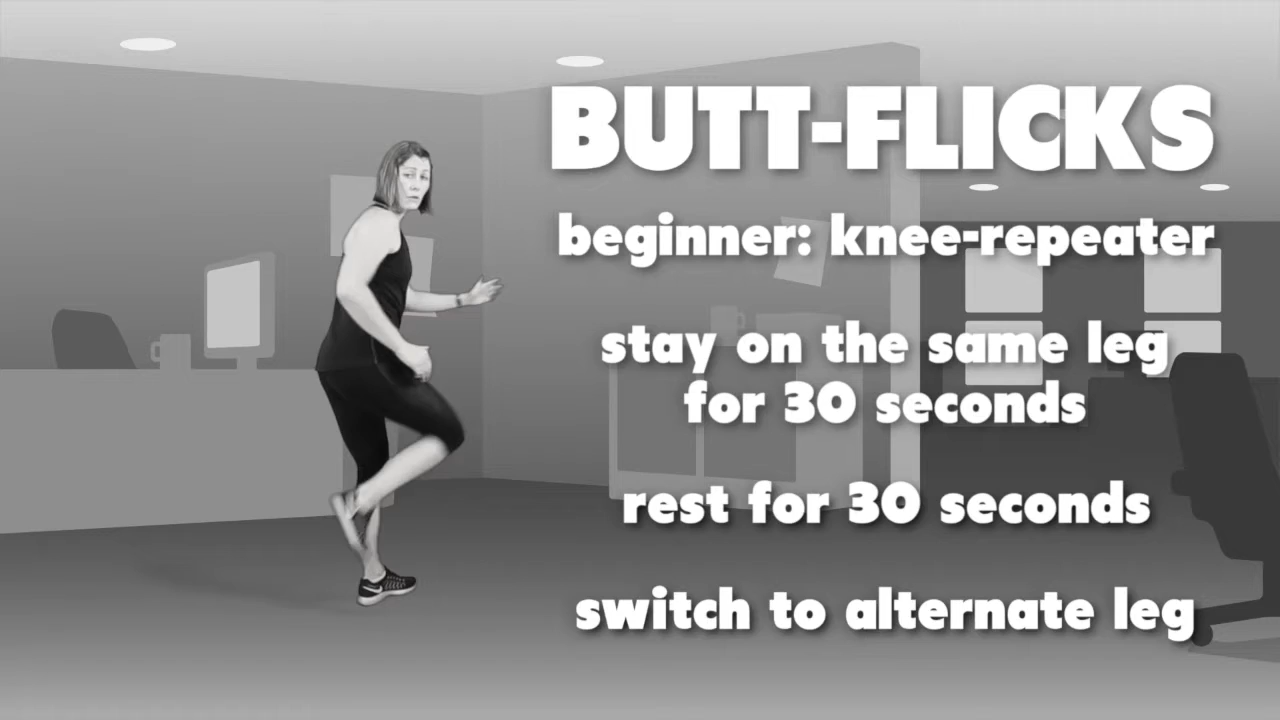 BUTT-FLICKS
beginner: knee-repeater
stay on the same leg
for 30 seconds
rest for 30 seconds
switch to alternate leg